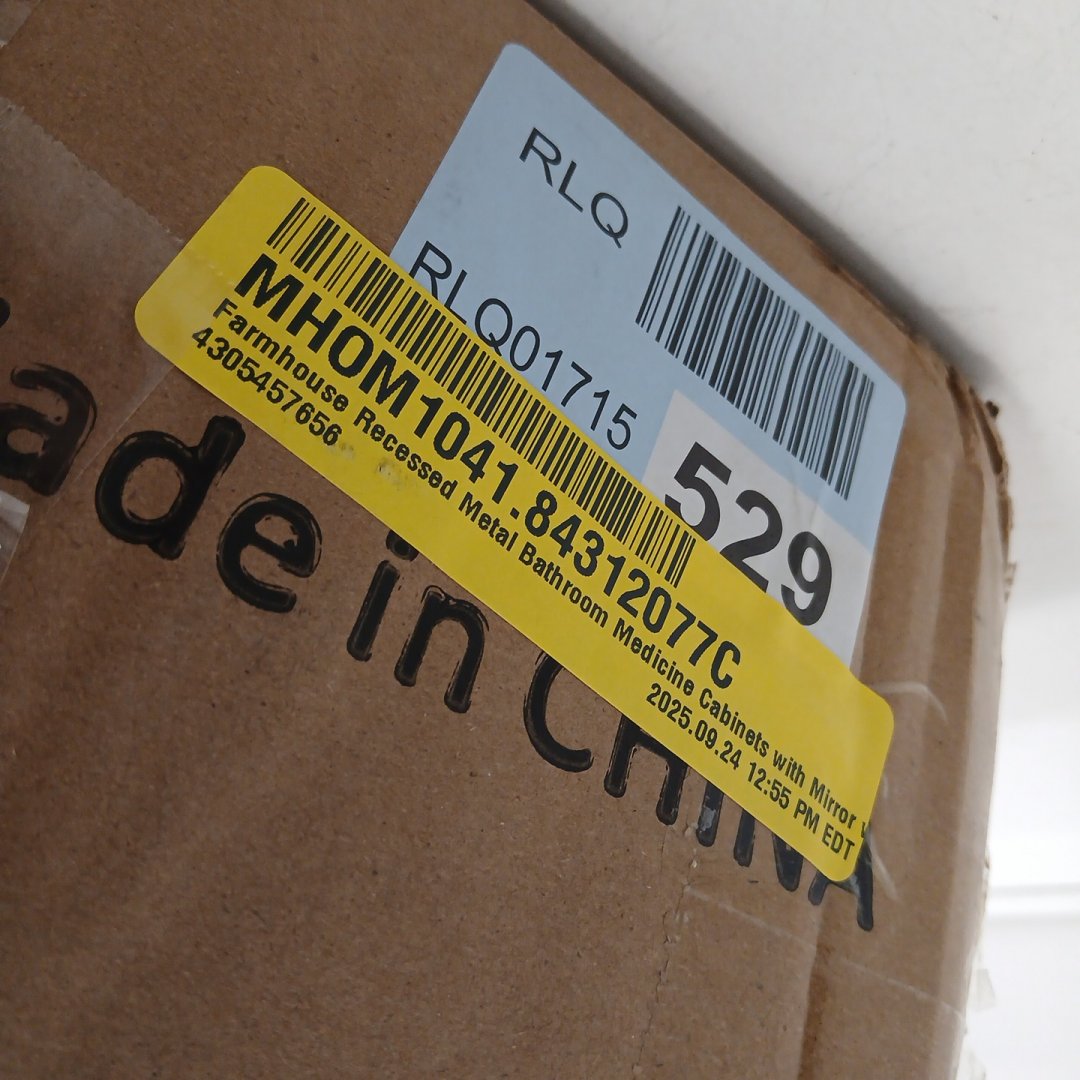 RLQ
RLQ01715
529
MHOM1041.84312077C
Farmhouse Recessed Metal Bathroom Medicine Cabinets with Mirror
4305457656
2025.09.24 12:55 PM EDT
ade in CHINA